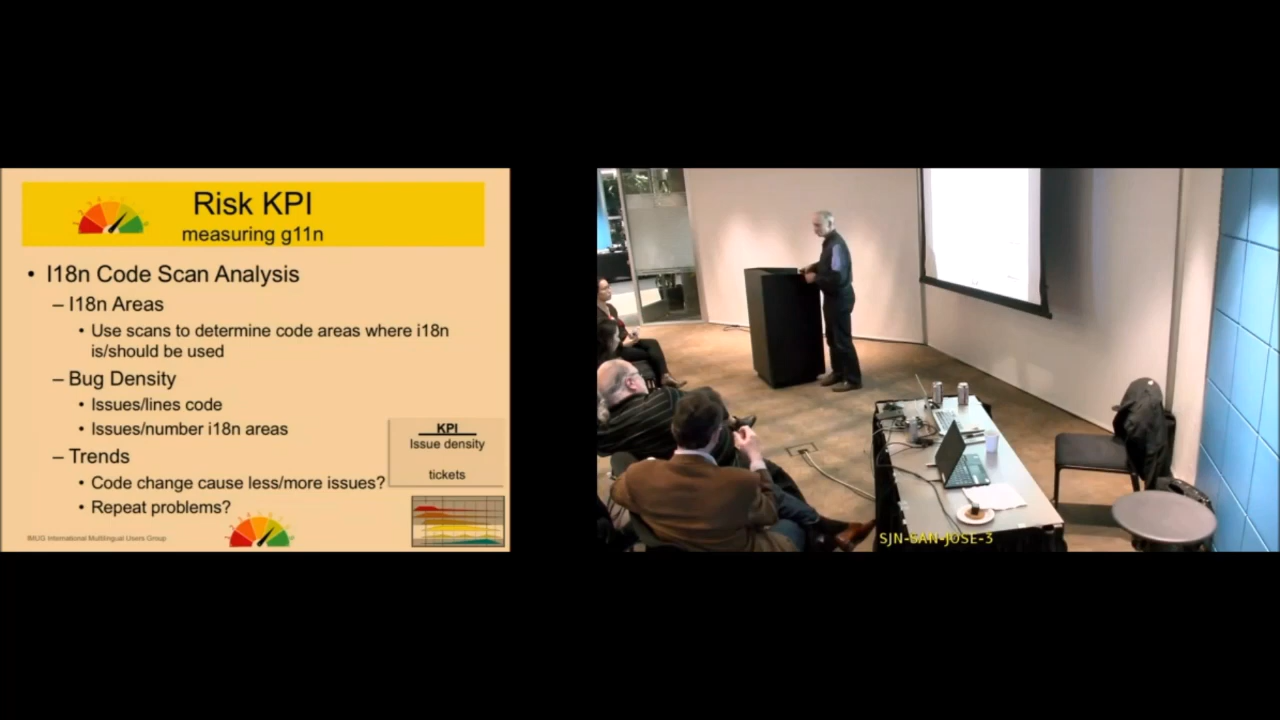 Risk KPI
measuring g11n
• I18n Code Scan Analysis
– I18n Areas
• Use scans to determine code areas where i18n
is/should be used
– Bug Density
• Issues/lines code
• Issues/number i18n areas
– Trends
• Code change cause less/more issues?
• Repeat problems?
KPI
Issue density
tickets
IMUG International Multilingual Users Group
SJN-SAN-JOSE-3